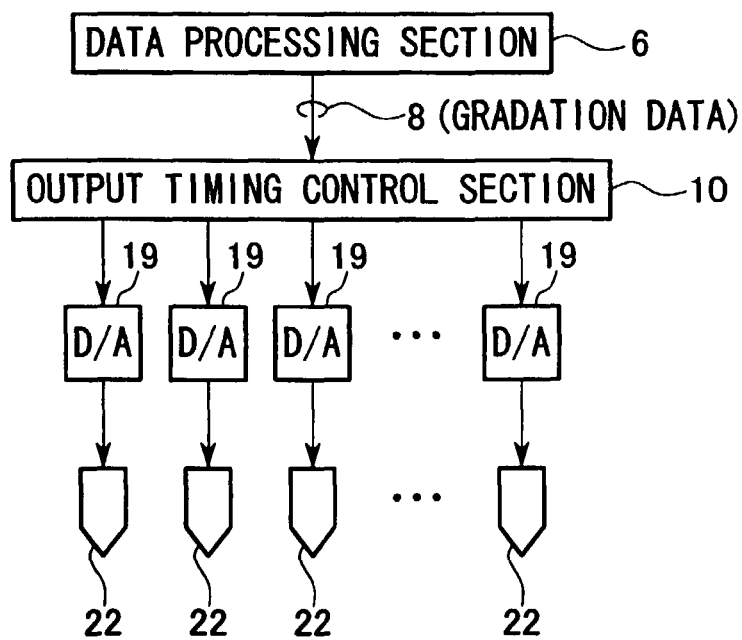 DATA PROCESSING SECTION 6
8 (GRADATION DATA)
OUTPUT TIMING CONTROL SECTION 10
19 19 19 19
D/A D/A D/A ... D/A
...
22 22 22 22